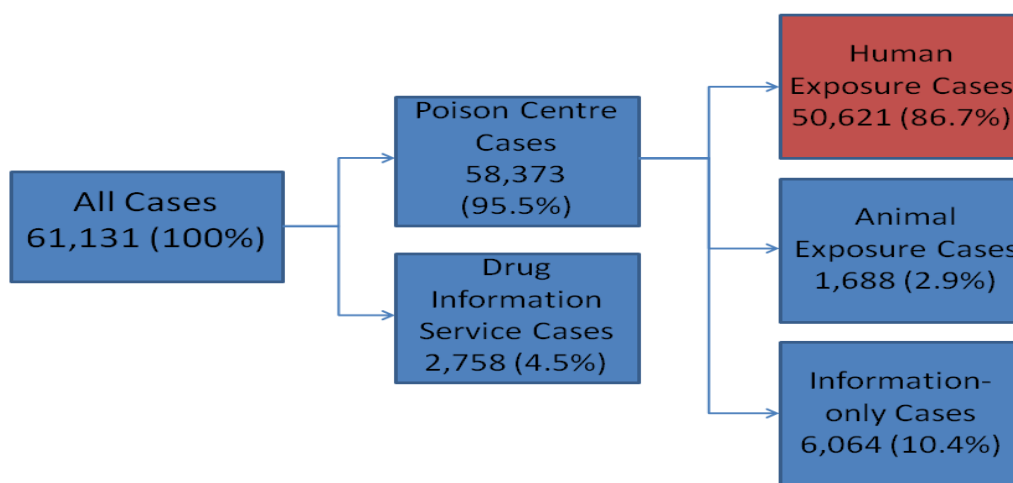 All Cases
61,131 (100%)
Poison Centre
Cases
58,373
(95.5%)
Drug
Information
Service Cases
2,758 (4.5%)
Human
Exposure Cases
50,621 (86.7%)
Animal
Exposure Cases
1,688 (2.9%)
Information-
only Cases
6,064 (10.4%)